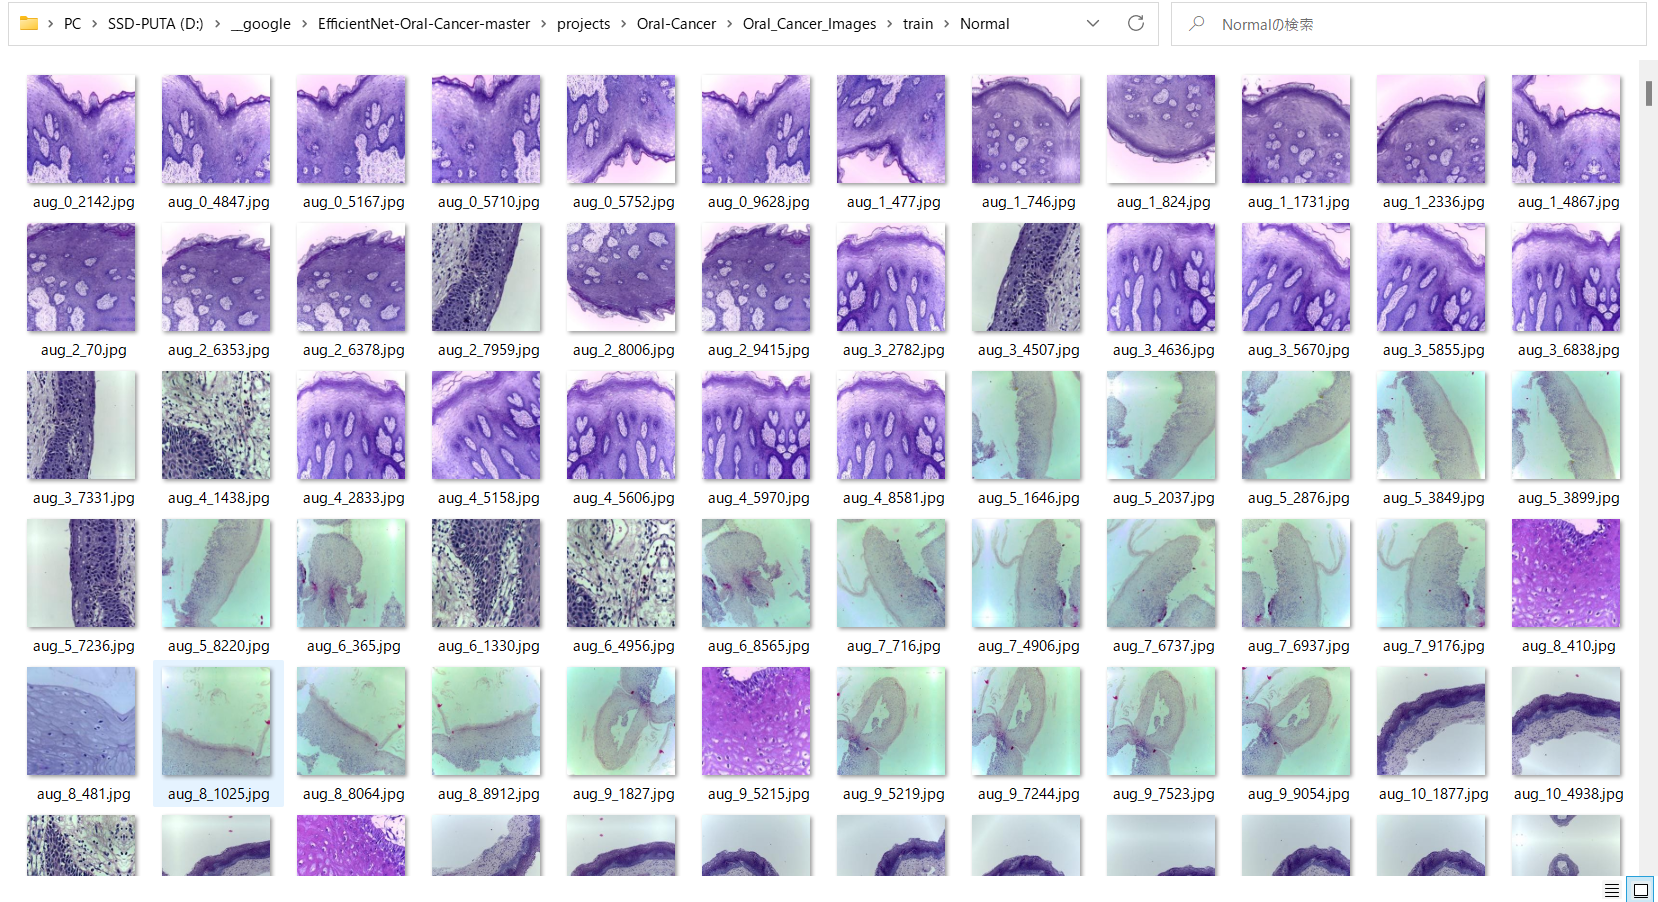 PC > SSD-PUTA (D:) > __google > EfficientNet-Oral-Cancer-master > projects > Oral-Cancer > Oral_Cancer_Images > train > Normal
Normalの検索
aug_0_2142.jpg aug_0_4847.jpg aug_0_5167.jpg aug_0_5710.jpg aug_0_5752.jpg aug_0_9628.jpg aug_1_477.jpg aug_1_746.jpg aug_1_824.jpg aug_1_1731.jpg aug_1_2336.jpg aug_1_4867.jpg
aug_2_70.jpg aug_2_6353.jpg aug_2_6378.jpg aug_2_7959.jpg aug_2_8006.jpg aug_2_9415.jpg aug_3_2782.jpg aug_3_4507.jpg aug_3_4636.jpg aug_3_5670.jpg aug_3_5855.jpg aug_3_6838.jpg
aug_3_7331.jpg aug_4_1438.jpg aug_4_2833.jpg aug_4_5158.jpg aug_4_5606.jpg aug_4_5970.jpg aug_4_8581.jpg aug_5_1646.jpg aug_5_2037.jpg aug_5_2876.jpg aug_5_3849.jpg aug_5_3899.jpg
aug_5_7236.jpg aug_5_8220.jpg aug_6_365.jpg aug_6_1330.jpg aug_6_4956.jpg aug_6_8565.jpg aug_7_716.jpg aug_7_4906.jpg aug_7_6737.jpg aug_7_6937.jpg aug_7_9176.jpg aug_8_410.jpg
aug_8_481.jpg aug_8_1025.jpg aug_8_8064.jpg aug_8_8912.jpg aug_9_1827.jpg aug_9_5215.jpg aug_9_5219.jpg aug_9_7244.jpg aug_9_7523.jpg aug_9_9054.jpg aug_10_1877.jpg aug_10_4938.jpg